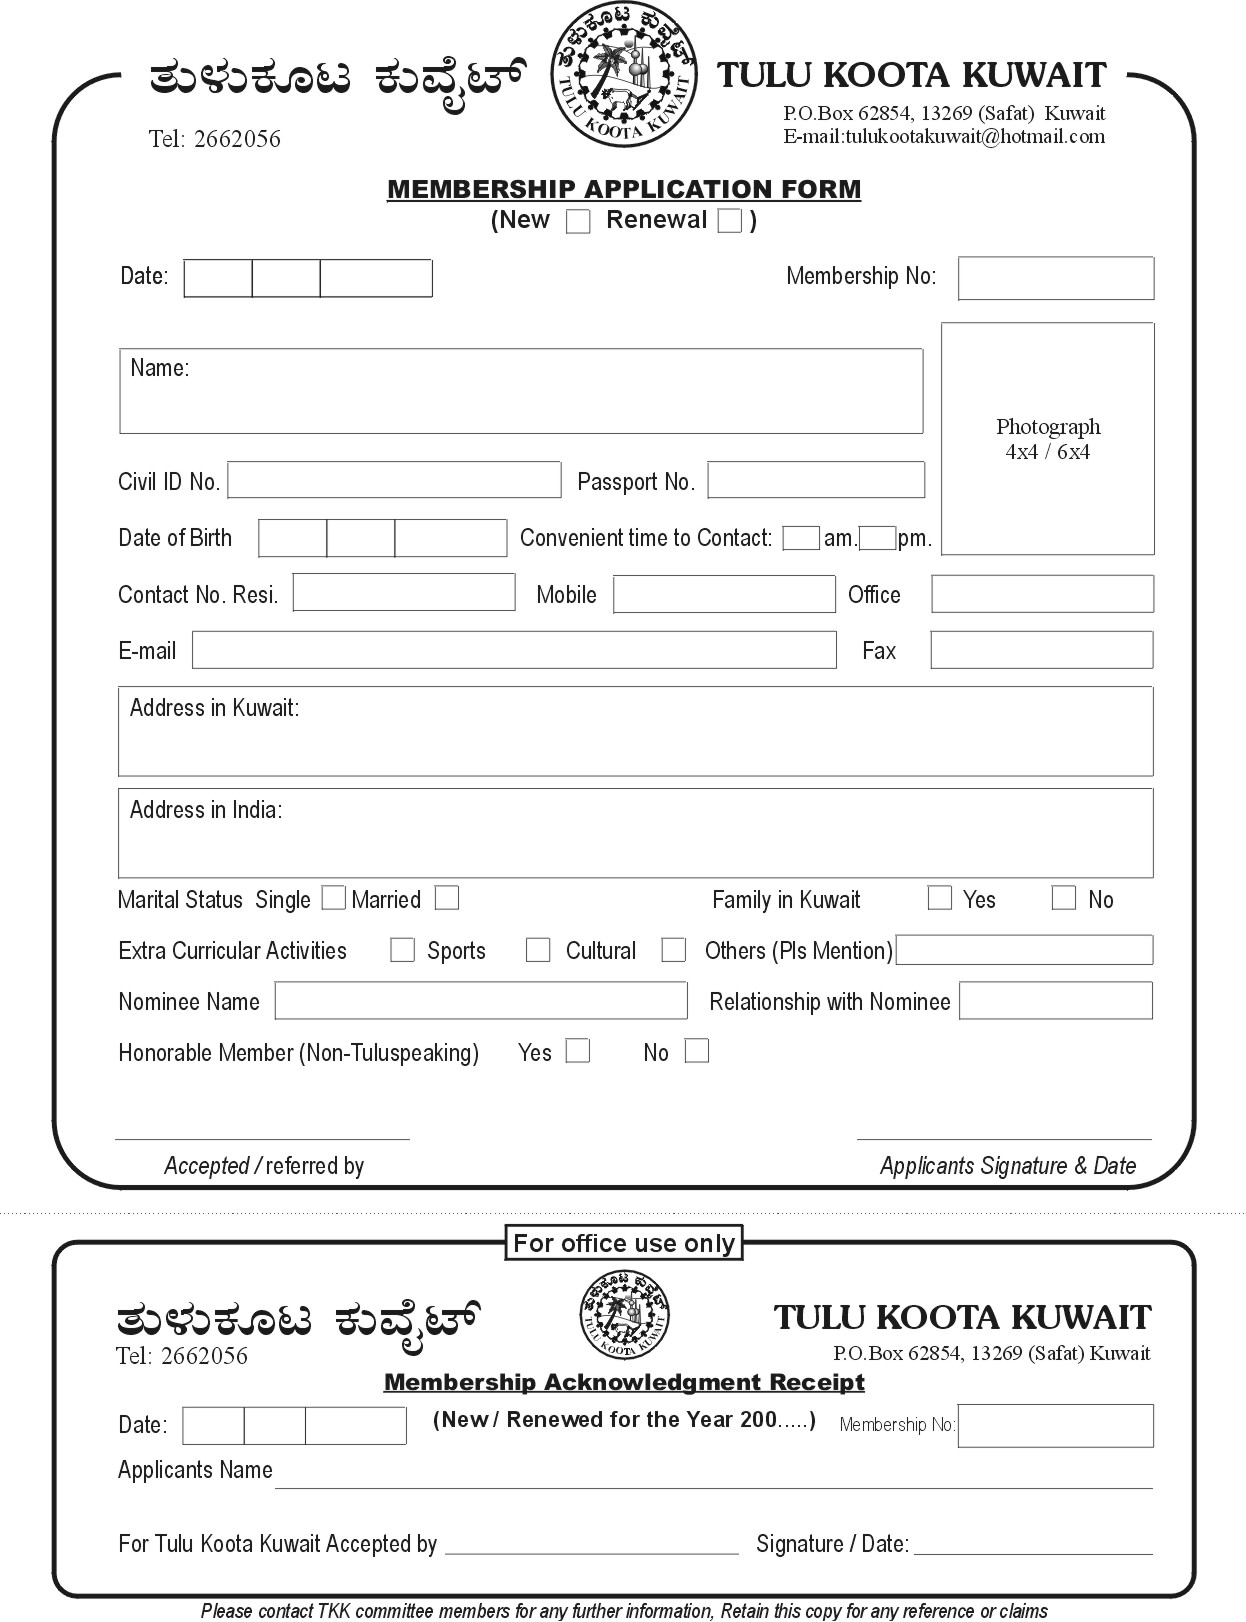 ತುಳುಕೂಟ ಕುವೈಟ್
Tel: 2662056
ತುಳುಕೂಟ ಕುವೈಟ್
TULU KOOTA KUWAIT
TULU KOOTA KUWAIT
P.O.Box 62854, 13269 (Safat) Kuwait
E-mail:tulukootakuwait@hotmail.com
MEMBERSHIP APPLICATION FORM
(New Renewal )
Date: Membership No:
Name:
Photograph
4x4 / 6x4
Civil ID No. Passport No.
Date of Birth Convenient time to Contact: am. pm.
Contact No. Resi. Mobile Office
E-mail Fax
Address in Kuwait:
Address in India:
Marital Status Single Married Family in Kuwait Yes No
Extra Curricular Activities Sports Cultural Others (Pls Mention)
Nominee Name Relationship with Nominee
Honorable Member (Non-Tuluspeaking) Yes No
Accepted / referred by Applicants Signature & Date
For office use only
ತುಳುಕೂಟ ಕುವೈಟ್
Tel: 2662056
ತುಳುಕೂಟ ಕುವೈಟ್
TULU KOOTA KUWAIT
TULU KOOTA KUWAIT
P.O.Box 62854, 13269 (Safat) Kuwait
Membership Acknowledgment Receipt
Date: (New / Renewed for the Year 200.....) Membership No:
Applicants Name
For Tulu Koota Kuwait Accepted by Signature / Date:
Please contact TKK committee members for any further information, Retain this copy for any reference or claims